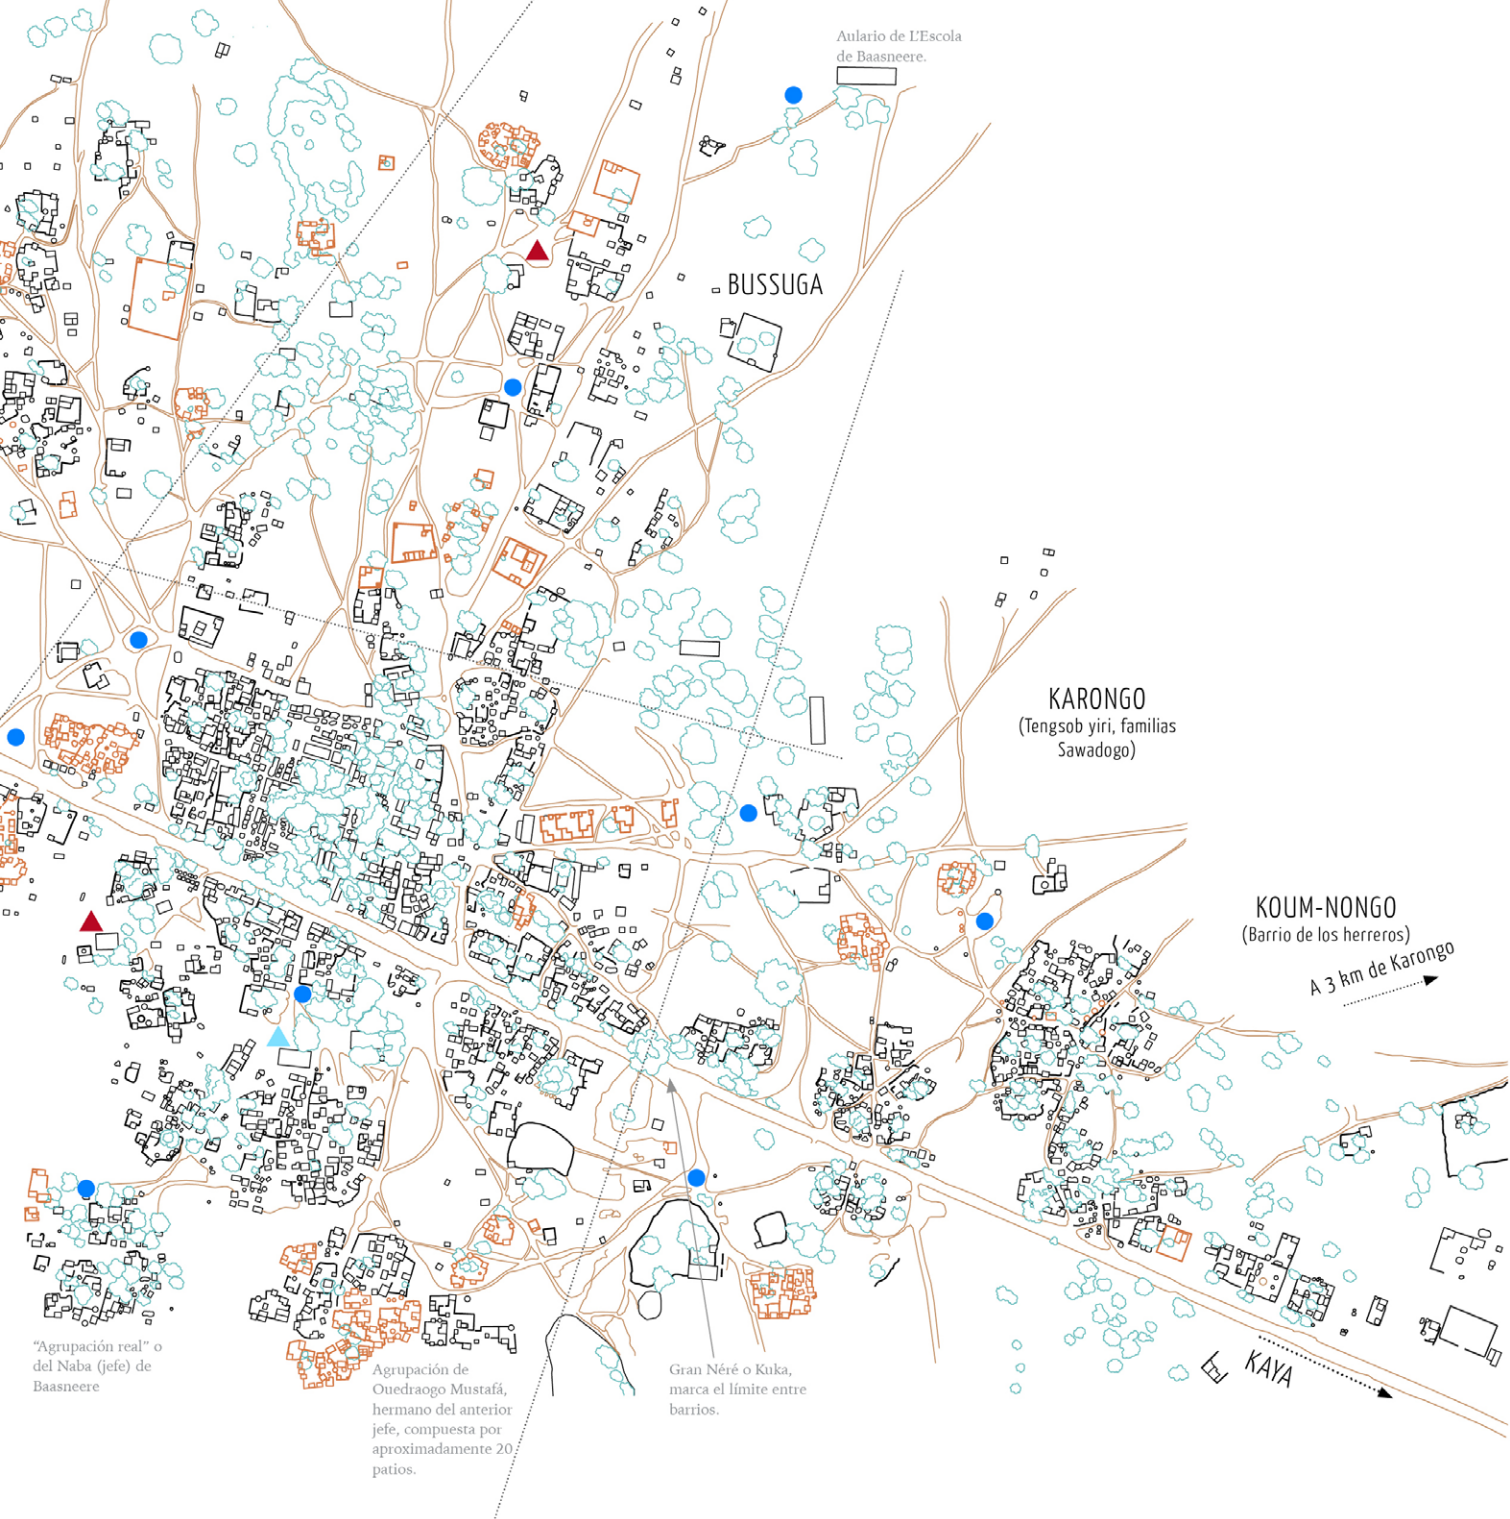 Aulario de L'Escola
de Baasneere.
BUSSUGA
KARONGO
(Tengsob yiri, familias
Sawadogo)
KOUM-NONGO
(Barrio de los herreros)
A 3 km de Karongo
"Agrupación real" o
del Naba (jefe) de
Baasneere
Agrupación de
Ouedraogo Mustafá,
hermano del anterior
jefe, compuesta por
aproximadamente 20
patios.
Gran Néré o Kuka,
marca el límite entre
barrios.
KAYA